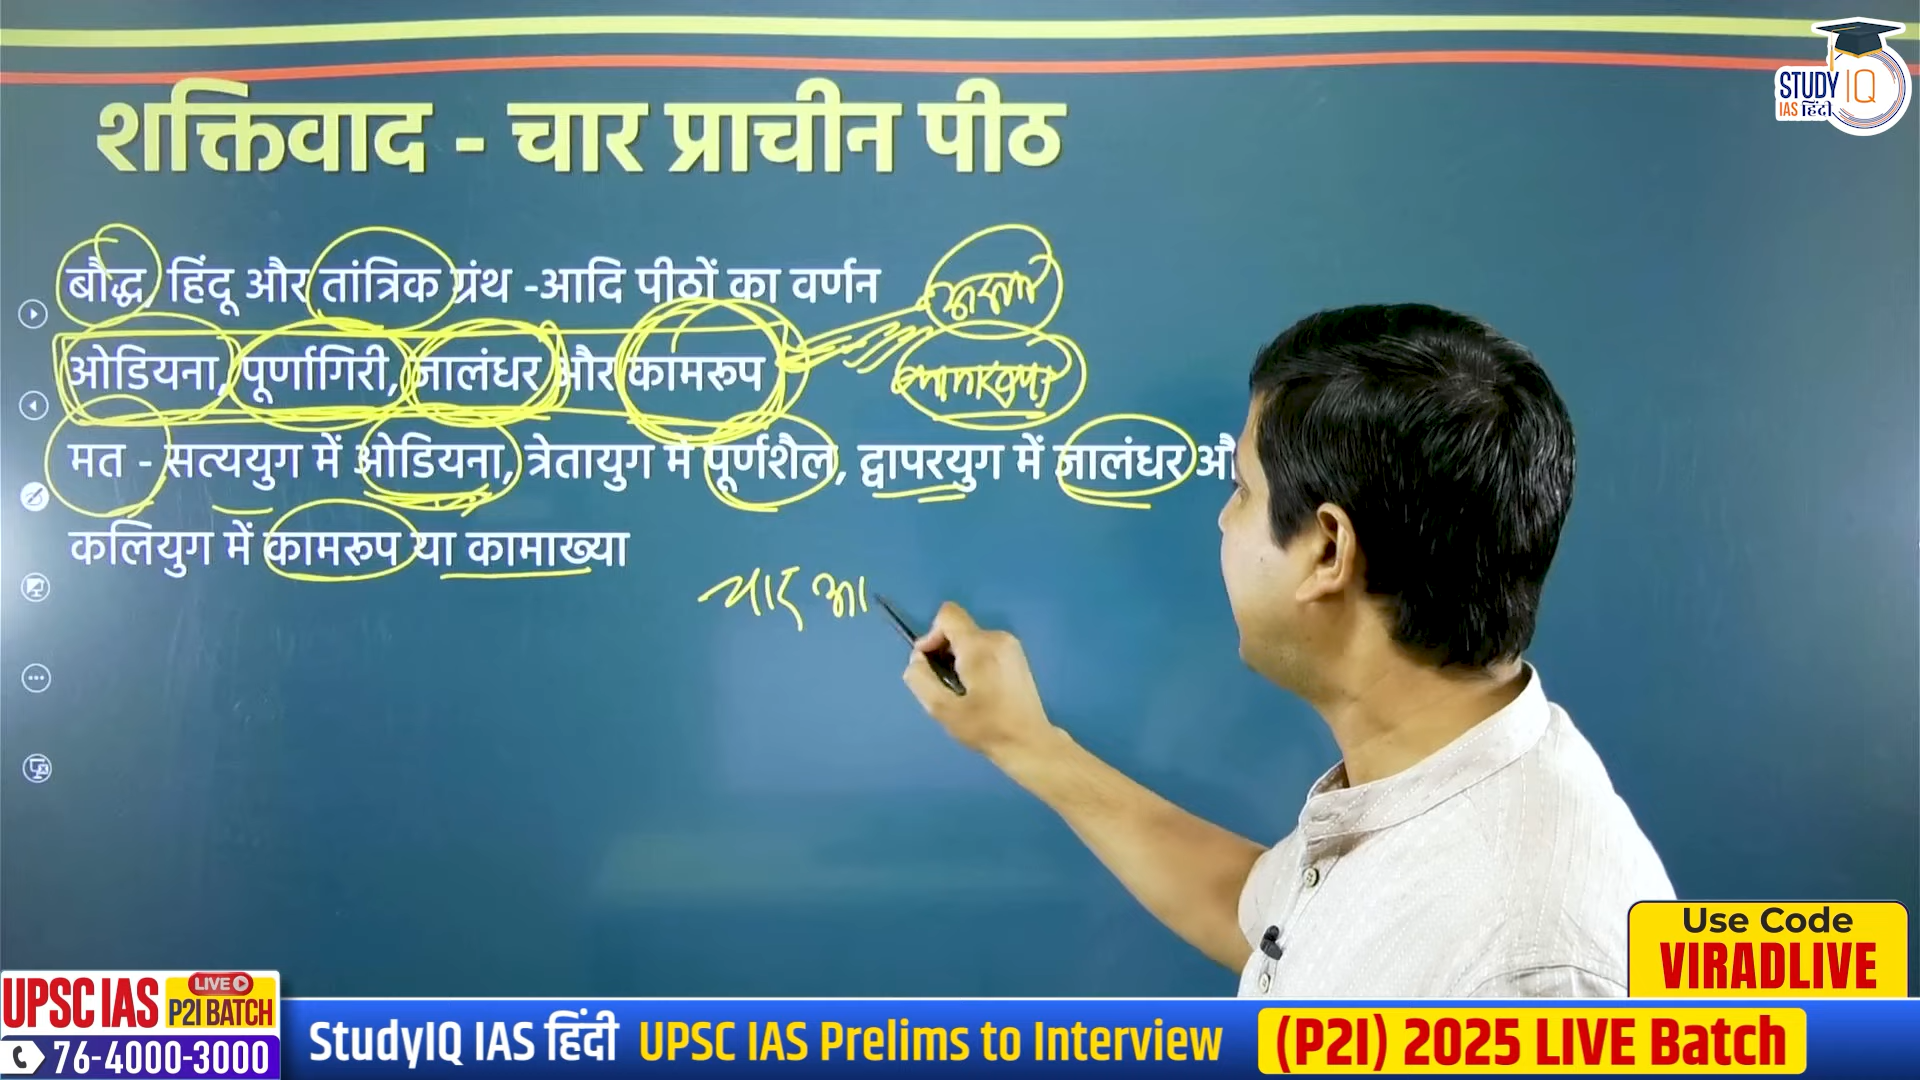 शक्तिवाद - चार प्राचीन पीठ
STUDY IQ
IAS हिंदी
बौद्ध, हिंदू और तांत्रिक ग्रंथ -आदि पीठों का वर्णन
ओडियना, पूर्णागिरी, जालंधर और कामरूप
मत - सत्ययुग में ओडियना, त्रेतायुग में पूर्णशैल, द्वापरयुग में जालंधर औ
कलियुग में कामरूप या कामाख्या
चार आ
Use Code
VIRADLIVE
UPSC IAS LIVE P2I BATCH
76-4000-3000
StudyIQ IAS हिंदी UPSC IAS Prelims to Interview (P2I) 2025 LIVE Batch